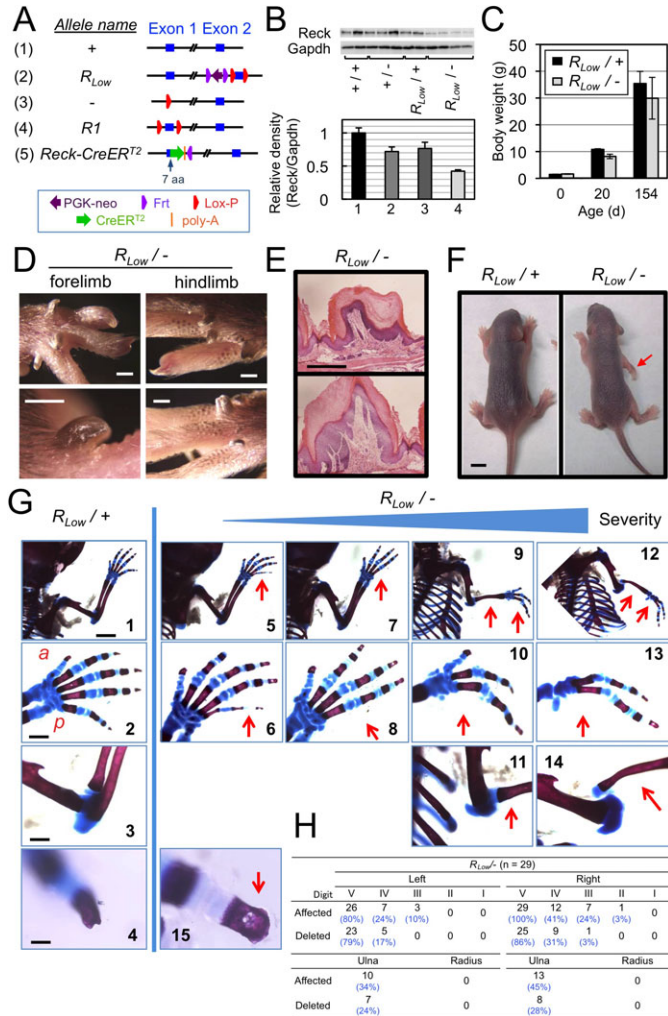 A
Allele name
Exon 1 Exon 2
(1) +
(2) RLow
(3) -
(4) R1
(5) Reck-CreERT2
7 aa
PGK-neo Frt Lox-P
CreERT2 poly-A
B
Reck
Gapdh
+/+ +/- RLow/+ RLow/-
Relative density
(Reck/Gapdh)
1
0.5
0
1 2 3 4
C
Body weight (g)
50
40
30
20
10
0
RLow/+
RLow/-
0 20 154
Age (d)
D
RLow/-
forelimb hindlimb
E
RLow/-
F
RLow/+ RLow/-
G
RLow/+
RLow/-
Severity
1 5 7 9 12
a
p
2 6 8 10 13
3 11 14
4 15
H
RLow/- (n = 29)
Left Right
Digit V IV III II I V IV III II I
Affected 26 7 3 0 0 29 12 7 1 0
(80%) (24%) (10%) (100%) (41%) (24%) (3%)
Deleted 23 5 0 0 0 25 9 1 0 0
(79%) (17%) (86%) (31%) (3%)
Ulna Radius Ulna Radius
Affected 10 0 13 0
(34%) (45%)
Deleted 7 0 8 0
(24%) (28%)